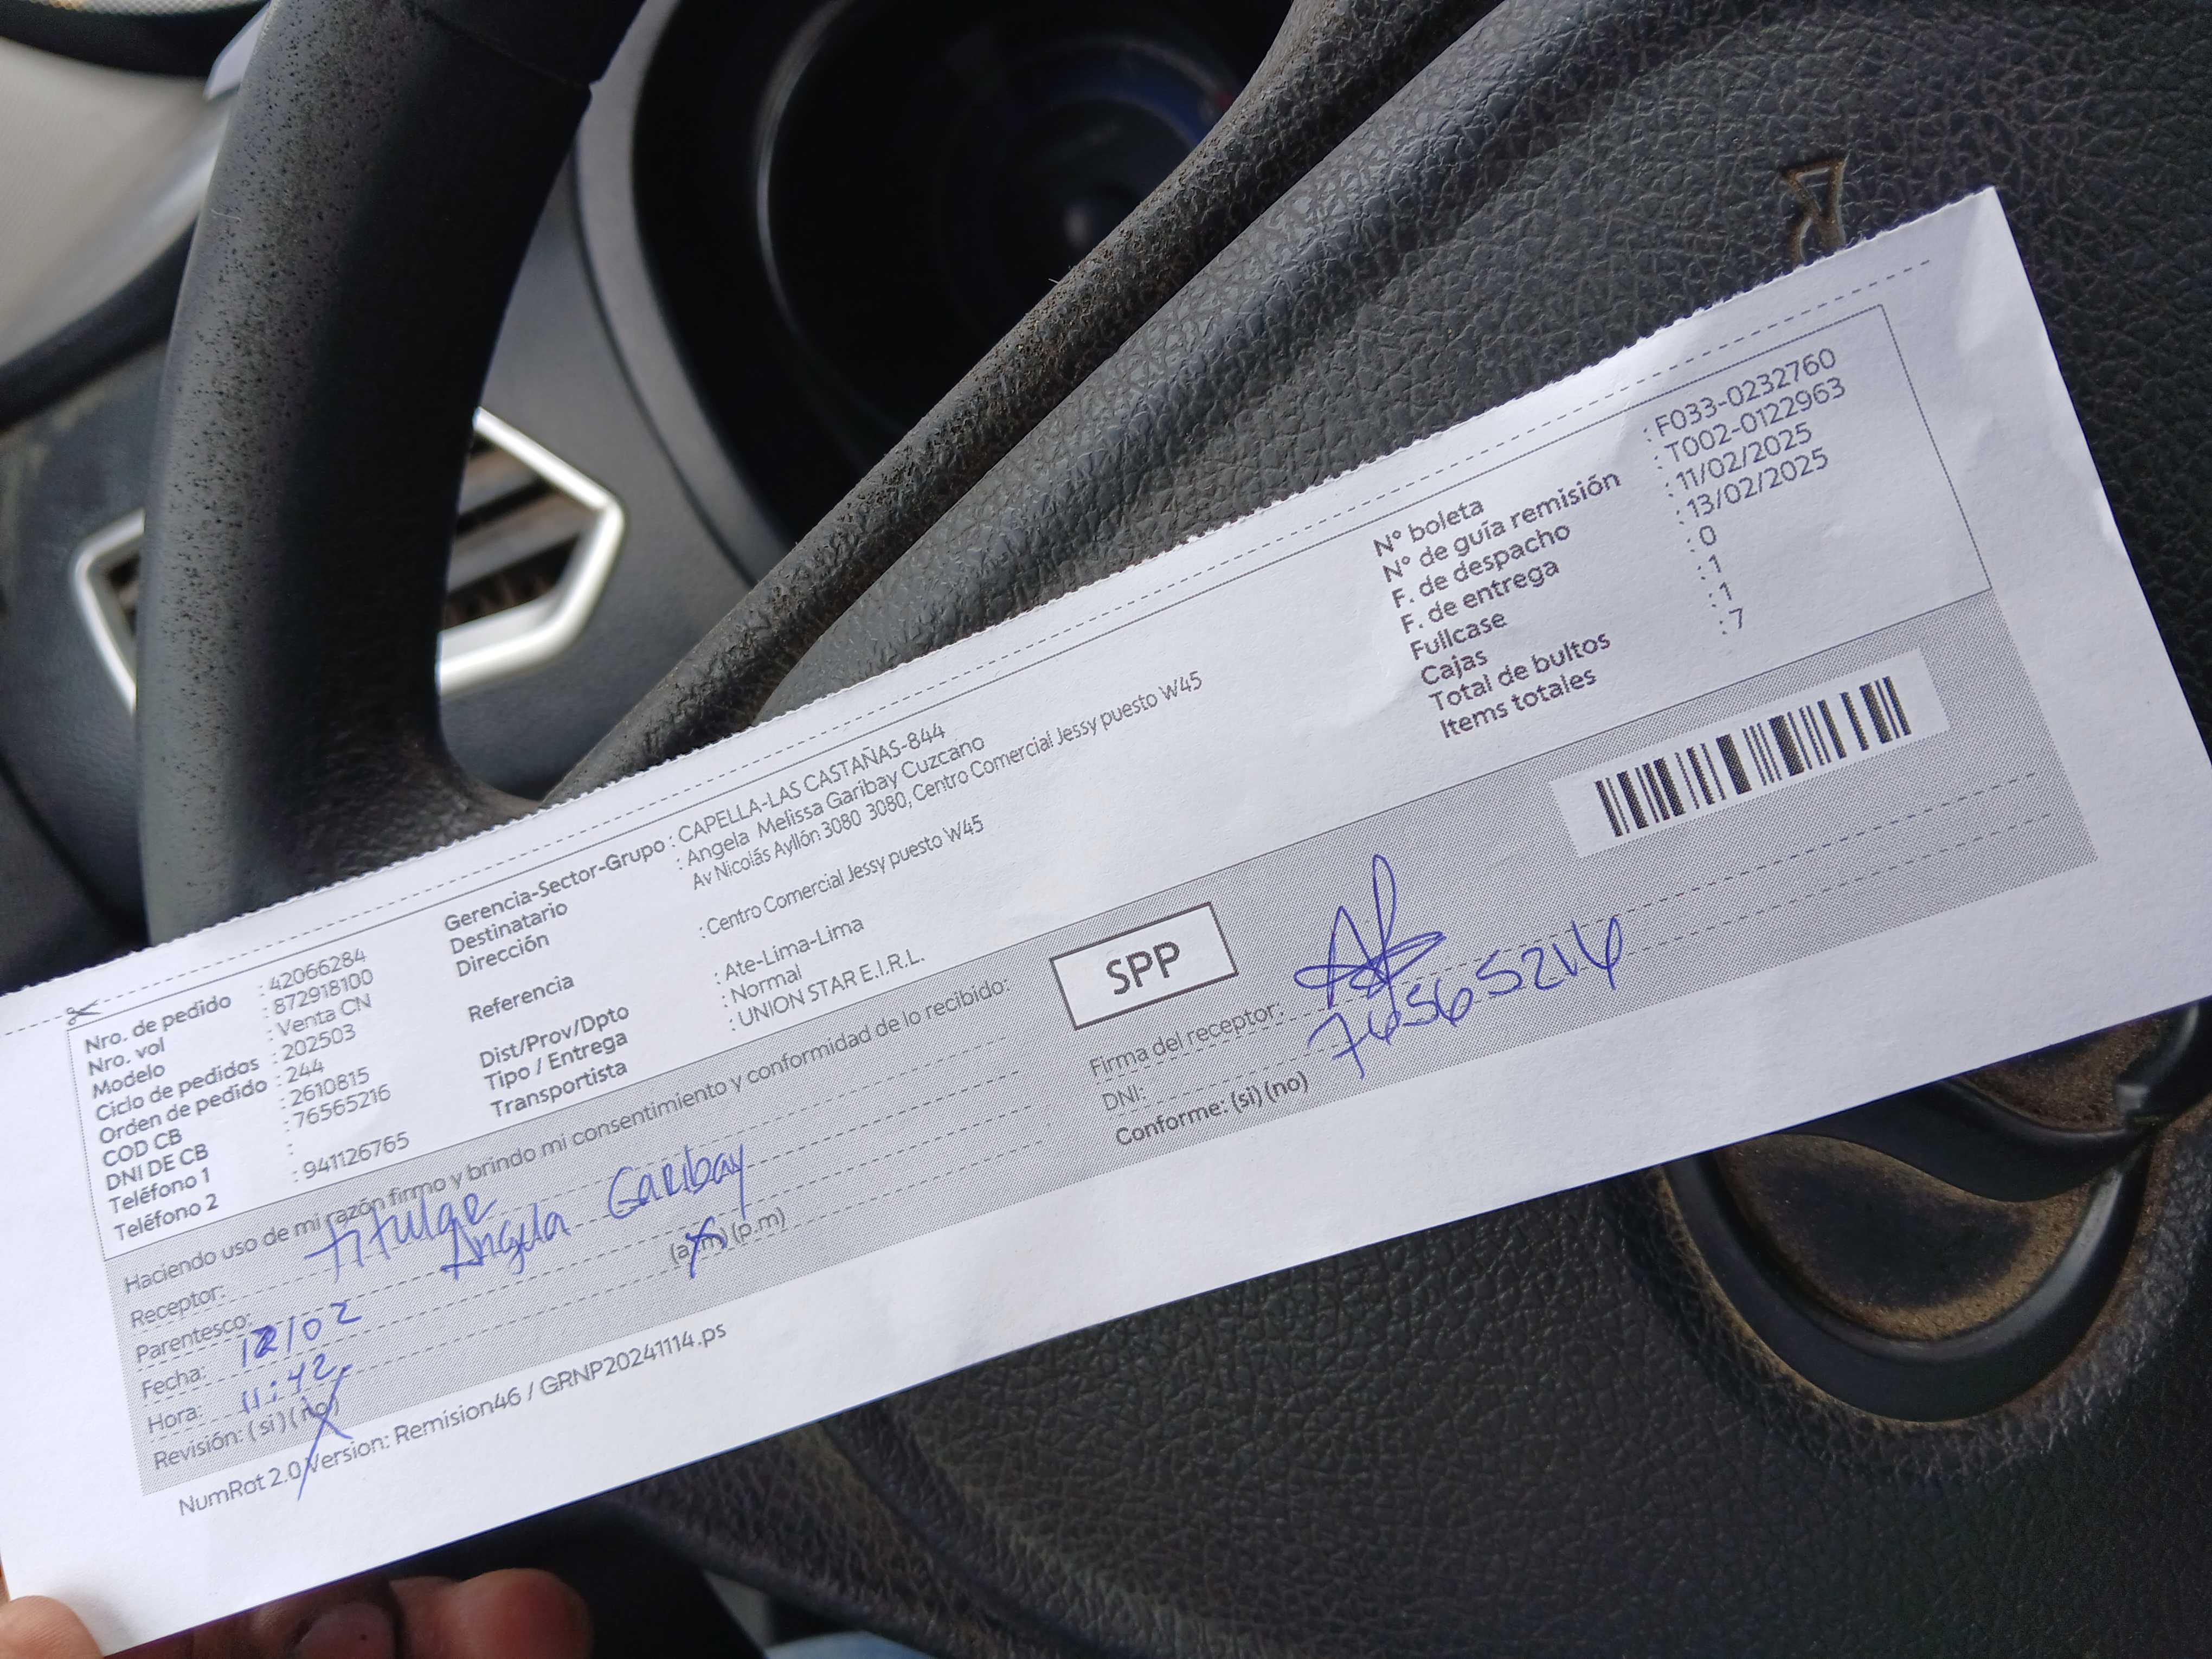 Nro. de pedido : 42066284
Nro. vol : 872918100
Modelo : Venta CN
Ciclo de pedidos : 202503
Orden de pedido : 244
COD CB : 2610815
DNI DE CB : 76565216
Teléfono 1 :
Teléfono 2 : 941126765
Gerencia-Sector-Grupo : CAPELLA-LAS CASTAÑAS-844
Destinatario : Angela Melissa Garibay Cuzcano
Dirección Av Nicolás Ayllón 3080 3080, Centro Comercial Jessy puesto W45
Referencia : Centro Comercial Jessy puesto W45
Dist/Prov/Dpto : Ate-Lima-Lima
Tipo / Entrega : Normal
Transportista : UNION STAR E.I.R.L.
N° boleta : F033-0232760
N° de guía remisión : T002-0122963
F. de despacho : 11/02/2025
F. de entrega : 13/02/2025
Fullcase : 0
Cajas : 1
Total de bultos : 1
Items totales : 7
Haciendo uso de mi razón firmo y brindo mi consentimiento y conformidad de lo recibido:
Receptor: titular
Parentesco: Angela Garibay
Fecha: 12/02
Hora: 11:42 (a.m) (p.m)
Revisión: (si) (no)
SPP
Firma del receptor:
DNI: 76565216
Conforme: (si) (no)
NumRot 2.0 Version: Remision46 / GRNP20241114.ps